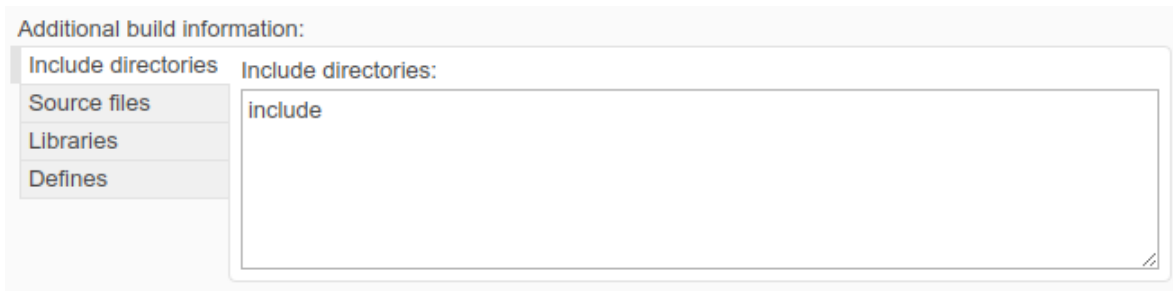 Additional build information:
Include directories
Source files
Libraries
Defines
Include directories:
include